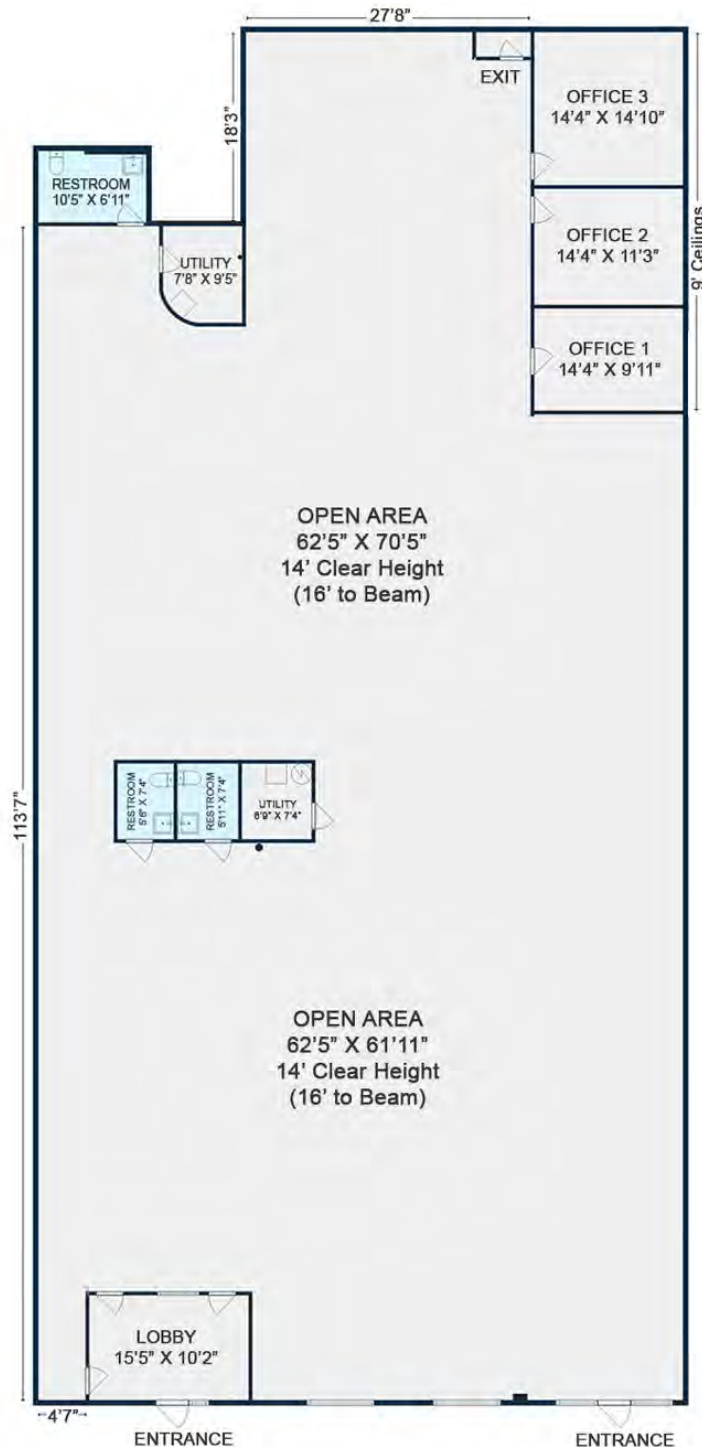 27'8"
18'3"
EXIT
OFFICE 3
14'4" X 14'10"
RESTROOM
10'5" X 6'11"
UTILITY
7'8" X 9'5"
OFFICE 2
14'4" X 11'3"
9' Ceilings
OFFICE 1
14'4" X 9'11"
OPEN AREA
62'5" X 70'5"
14' Clear Height
(16' to Beam)
113'7"
RESTROOM
5'6" X 7'4"
RESTROOM
5'11" X 7'4"
UTILITY
6'9" X 7'4"
OPEN AREA
62'5" X 61'11"
14' Clear Height
(16' to Beam)
LOBBY
15'5" X 10'2"
4'7"
ENTRANCE
ENTRANCE